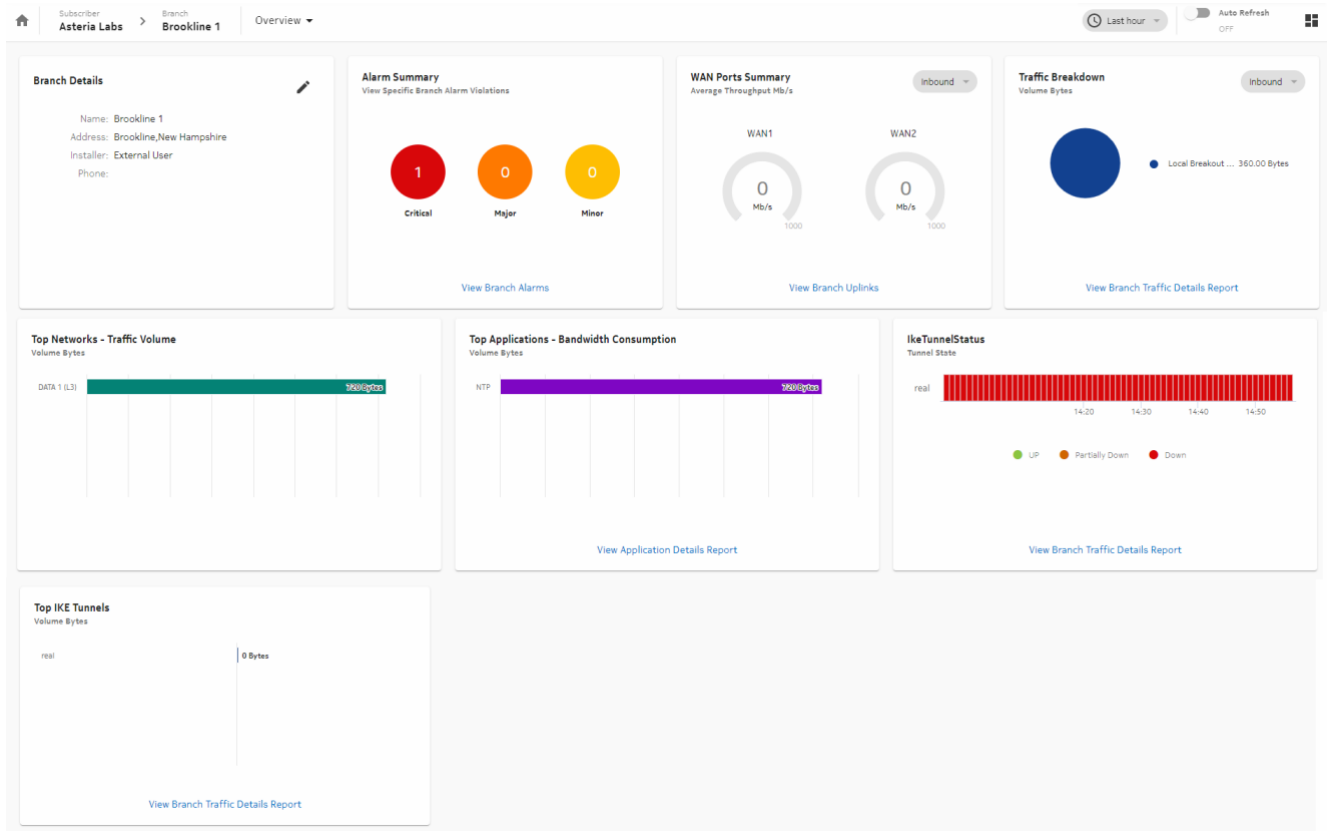 Subscriber
Asteria Labs
>
Branch
Brookline 1
Overview
Last hour
Auto Refresh
OFF
Branch Details
Name: Brookline 1
Address: Brookline,New Hampshire
Installer: External User
Phone:
Alarm Summary
View Specific Branch Alarm Violations
1
0
0
Critical
Major
Minor
View Branch Alarms
WAN Ports Summary
Average Throughput Mb/s
Inbound
WAN1
WAN2
0
Mb/s
1000
0
Mb/s
1000
View Branch Uplinks
Traffic Breakdown
Volume Bytes
Inbound
Local Breakout ... 360.00 Bytes
View Branch Traffic Details Report
Top Networks - Traffic Volume
Volume Bytes
DATA 1 (L3)
720 Bytes
Top Applications - Bandwidth Consumption
Volume Bytes
NTP
720 Bytes
View Application Details Report
IkeTunnelStatus
Tunnel State
real
14:20 14:30 14:40 14:50
UP Partially Down Down
View Branch Traffic Details Report
Top IKE Tunnels
Volume Bytes
real
0 Bytes
View Branch Traffic Details Report